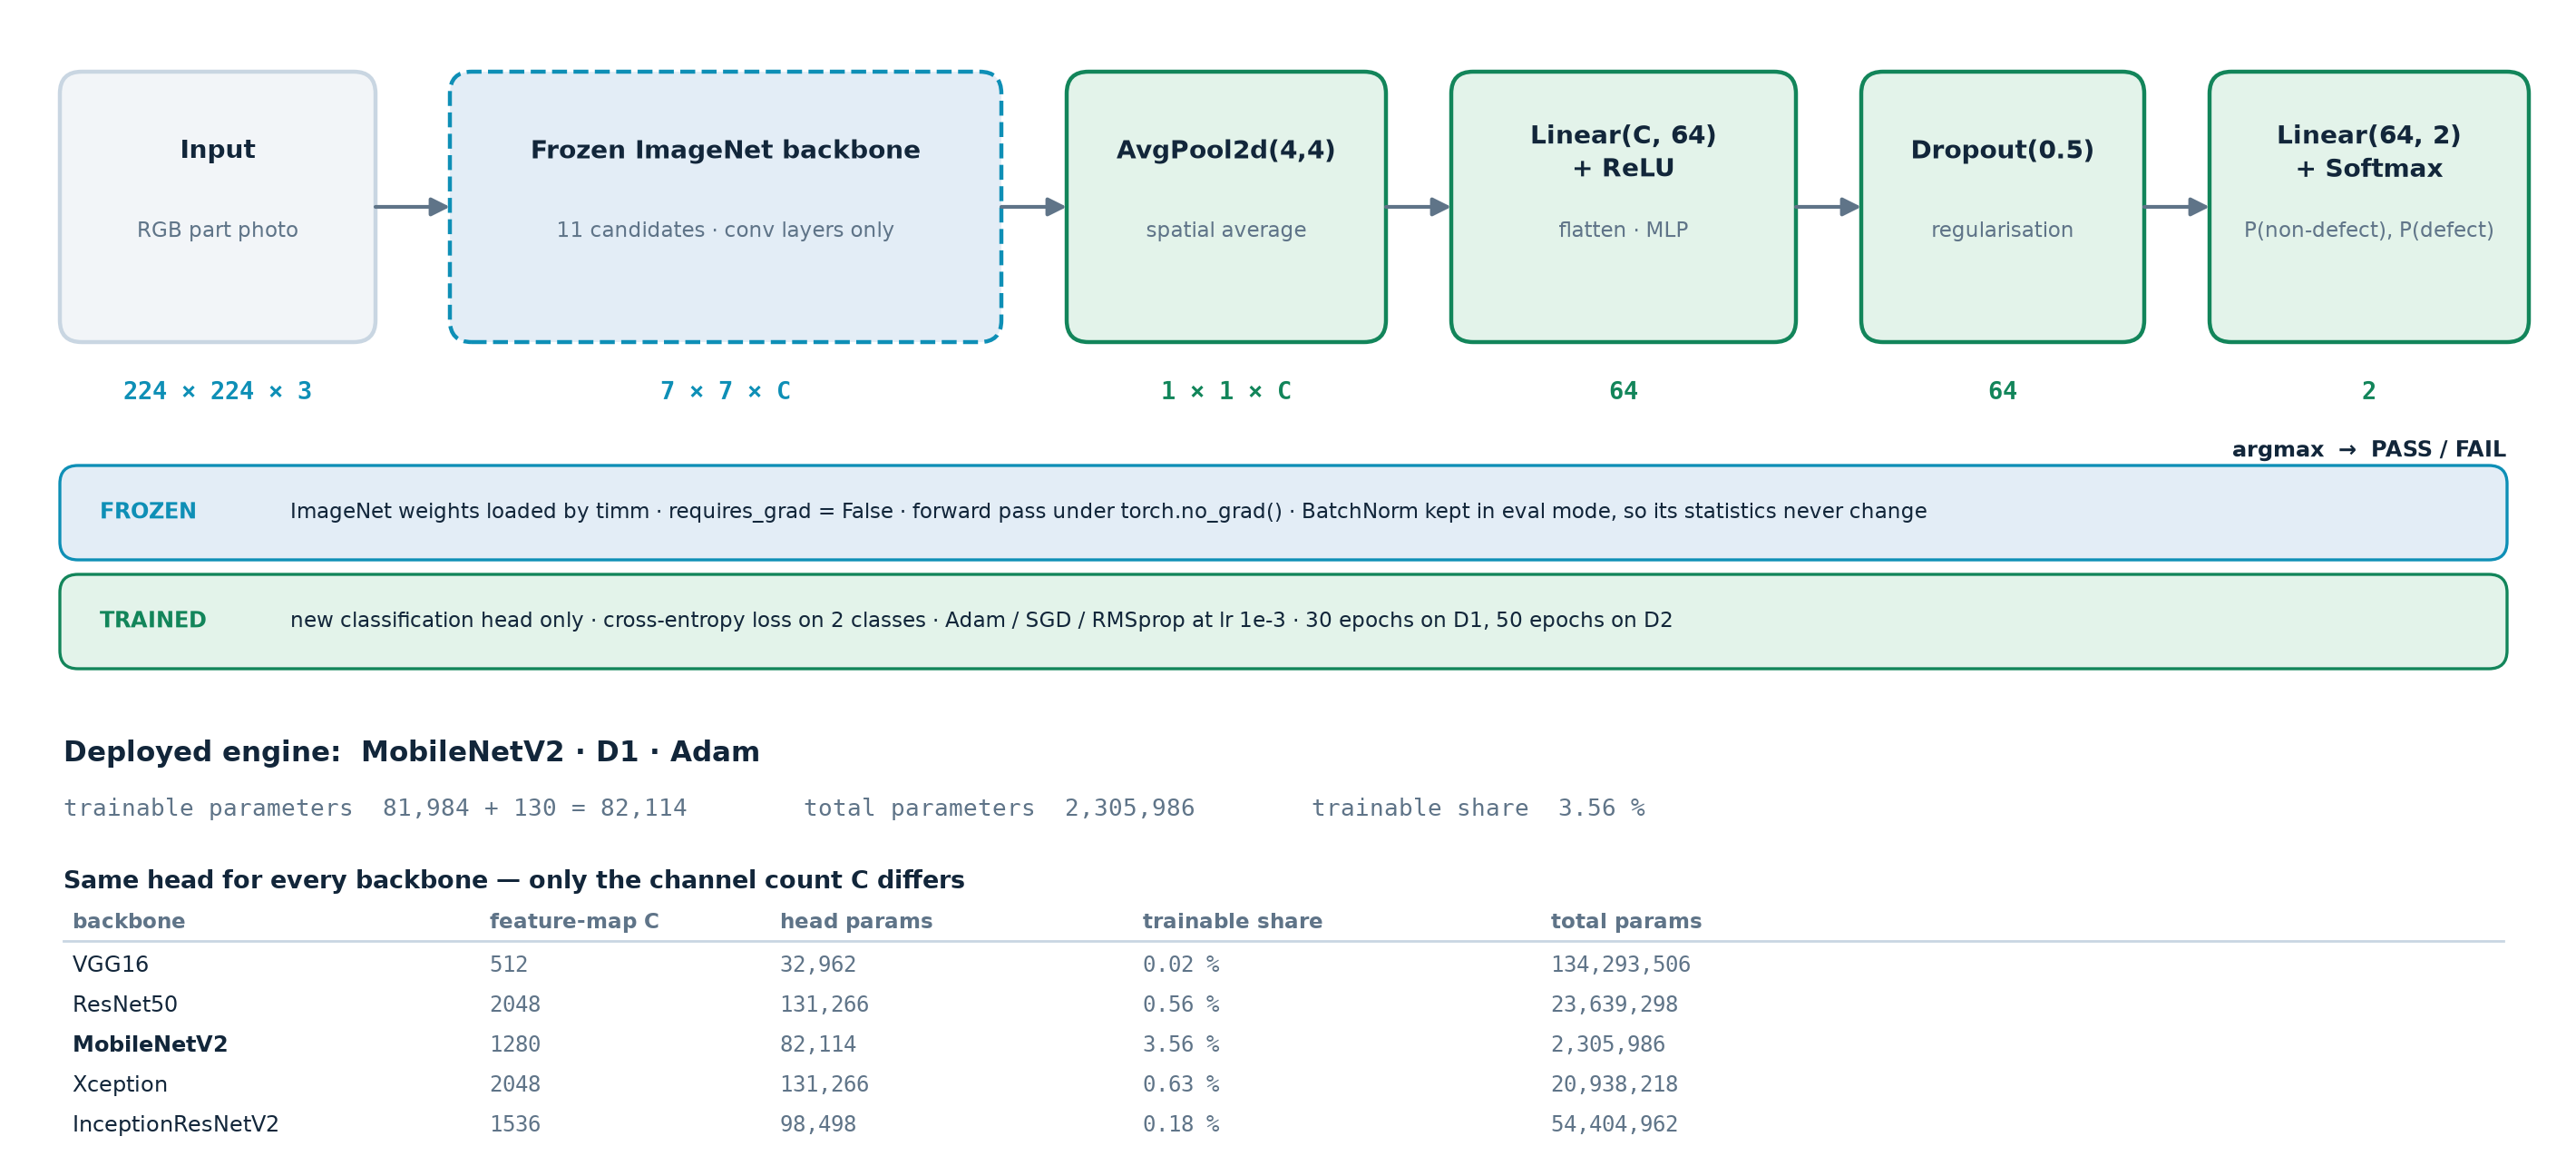 Input
RGB part photo
224 × 224 × 3
Frozen ImageNet backbone
11 candidates · conv layers only
7 × 7 × C
AvgPool2d(4,4)
spatial average
1 × 1 × C
Linear(C, 64)
+ ReLU
flatten · MLP
64
Dropout(0.5)
regularisation
64
Linear(64, 2)
+ Softmax
P(non-defect), P(defect)
2
argmax → PASS / FAIL
FROZEN ImageNet weights loaded by timm · requires_grad = False · forward pass under torch.no_grad() · BatchNorm kept in eval mode, so its statistics never change
TRAINED new classification head only · cross-entropy loss on 2 classes · Adam / SGD / RMSprop at lr 1e-3 · 30 epochs on D1, 50 epochs on D2
Deployed engine: MobileNetV2 · D1 · Adam
trainable parameters 81,984 + 130 = 82,114 total parameters 2,305,986 trainable share 3.56 %
Same head for every backbone — only the channel count C differs
backbone feature-map C head params trainable share total params
VGG16 512 32,962 0.02 % 134,293,506
ResNet50 2048 131,266 0.56 % 23,639,298
MobileNetV2 1280 82,114 3.56 % 2,305,986
Xception 2048 131,266 0.63 % 20,938,218
InceptionResNetV2 1536 98,498 0.18 % 54,404,962